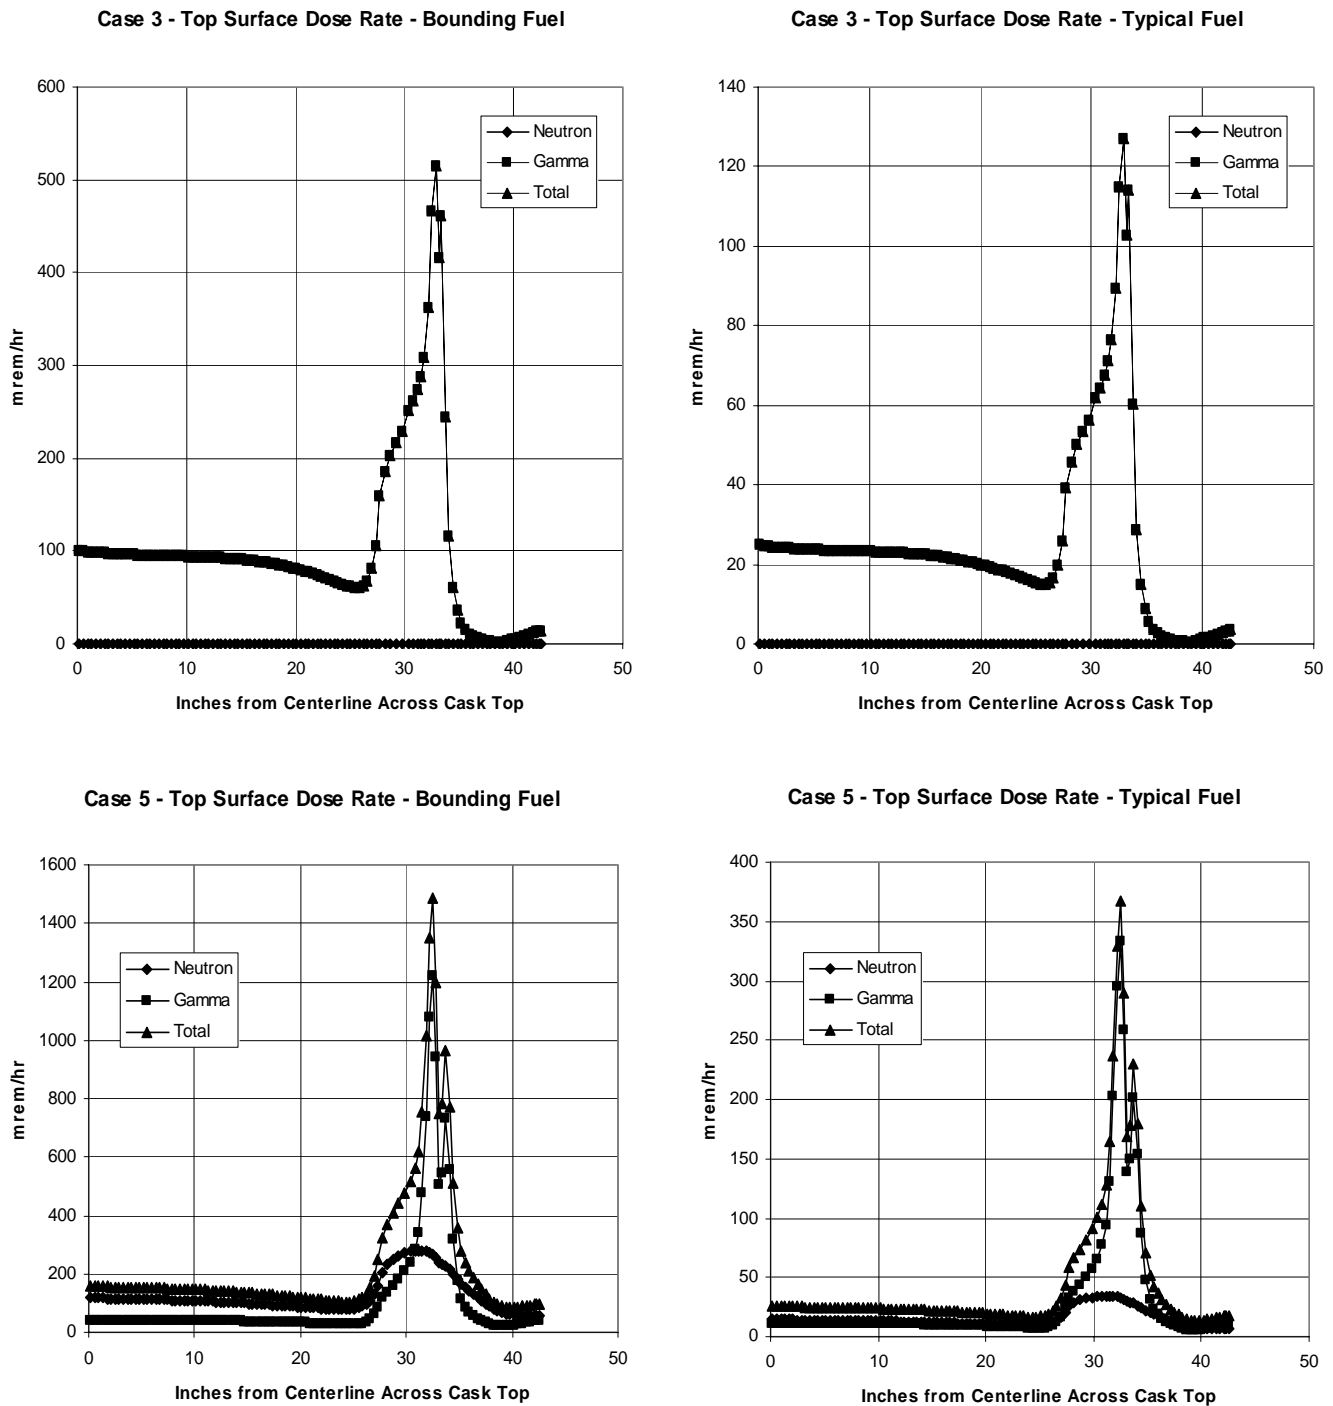 Case 3 - Top Surface Dose Rate - Bounding Fuel
600
500
400
300
200
100
0
mrem/hr
Neutron
Gamma
Total
0 10 20 30 40 50
Inches from Centerline Across Cask Top
Case 3 - Top Surface Dose Rate - Typical Fuel
140
120
100
80
60
40
20
0
mrem/hr
Neutron
Gamma
Total
0 10 20 30 40 50
Inches from Centerline Across Cask Top
Case 5 - Top Surface Dose Rate - Bounding Fuel
1600
1400
1200
1000
800
600
400
200
0
mrem/hr
Neutron
Gamma
Total
0 10 20 30 40 50
Inches from Centerline Across Cask Top
Case 5 - Top Surface Dose Rate - Typical Fuel
400
350
300
250
200
150
100
50
0
mrem/hr
Neutron
Gamma
Total
0 10 20 30 40 50
Inches from Centerline Across Cask Top